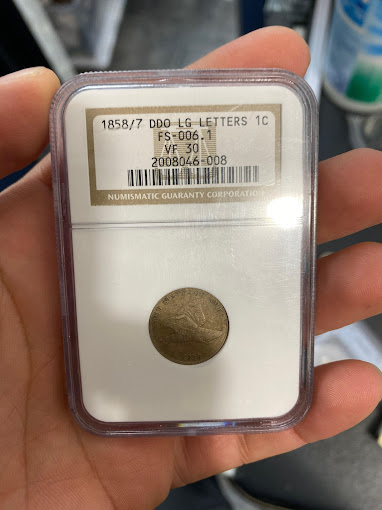 1858/7 DDO LG LETTERS 1C
FS-006.1
VF 30
2008046-008
NUMISMATIC GUARANTY CORPORATION